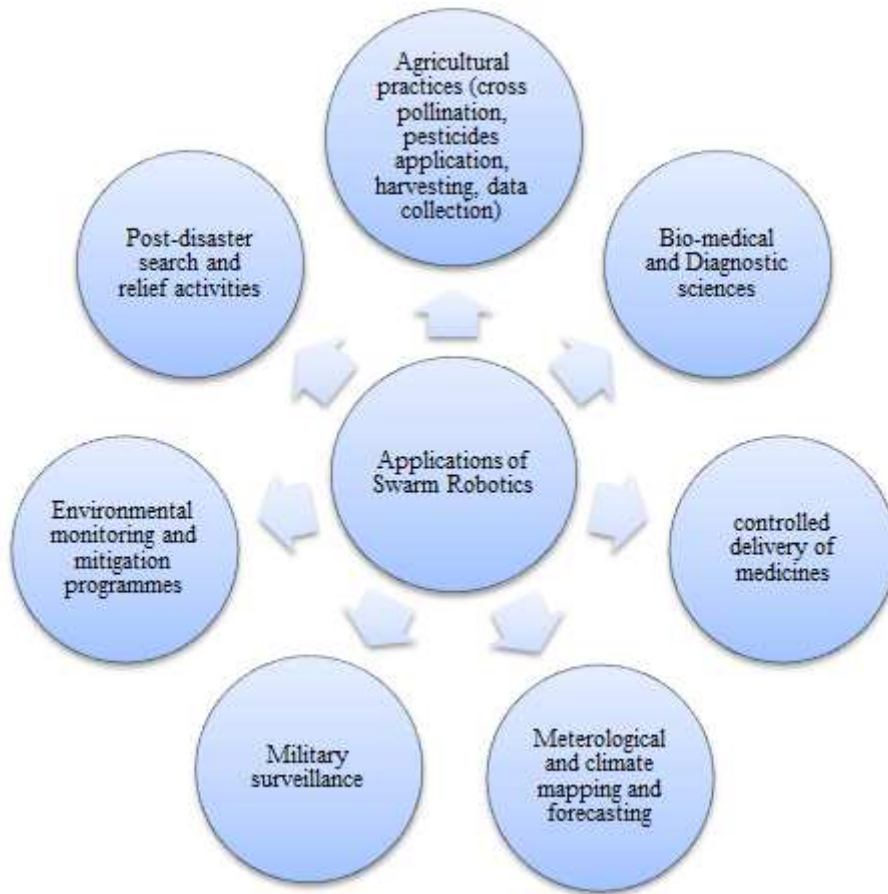 Agricultural
practices (cross
pollination,
pesticides
application,
harvesting, data
collection)
Post-disaster
search and
relief activities
Bio-medical
and Diagnostic
sciences
Applications of
Swarm Robotics
Environmental
monitoring and
mitigation
programmes
controlled
delivery of
medicines
Military
surveillance
Meterological
and climate
mapping and
forecasting